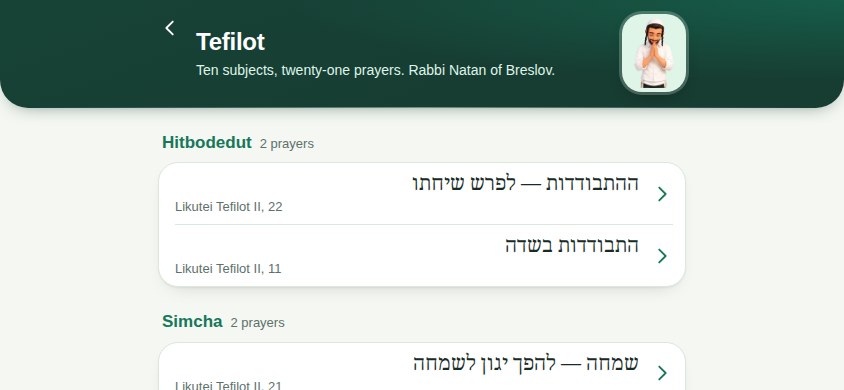 Tefilot
Ten subjects, twenty-one prayers. Rabbi Natan of Breslov.
Hitbodedut 2 prayers
ההתבודדות — לפרש שיחתו
Likutei Tefilot II, 22
התבודדות בשדה
Likutei Tefilot II, 11
Simcha 2 prayers
שמחה — להפך יגון לשמחה
Likutei Tefilot II, 21